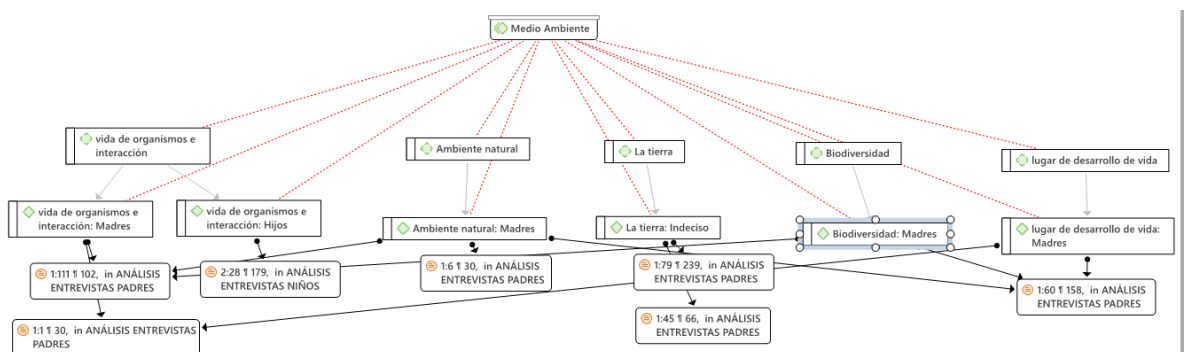 Medio Ambiente
vida de organismos e
interacción
Ambiente natural
La tierra
Biodiversidad
lugar de desarrollo de vida
vida de organismos e
interacción: Madres
vida de organismos e
interacción: Hijos
Ambiente natural: Madres
La tierra: Indeciso
Biodiversidad: Madres
lugar de desarrollo de vida:
Madres
1:111 ¶ 102, in ANÁLISIS
ENTREVISTAS PADRES
2:28 ¶ 179, in ANÁLISIS
ENTREVISTAS NIÑOS
1:6 ¶ 30, in ANÁLISIS
ENTREVISTAS PADRES
1:79 ¶ 239, in ANÁLISIS
ENTREVISTAS PADRES
1:60 ¶ 158, in ANÁLISIS
ENTREVISTAS PADRES
1:1 ¶ 30, in ANÁLISIS ENTREVISTAS
PADRES
1:45 ¶ 66, in ANÁLISIS
ENTREVISTAS PADRES